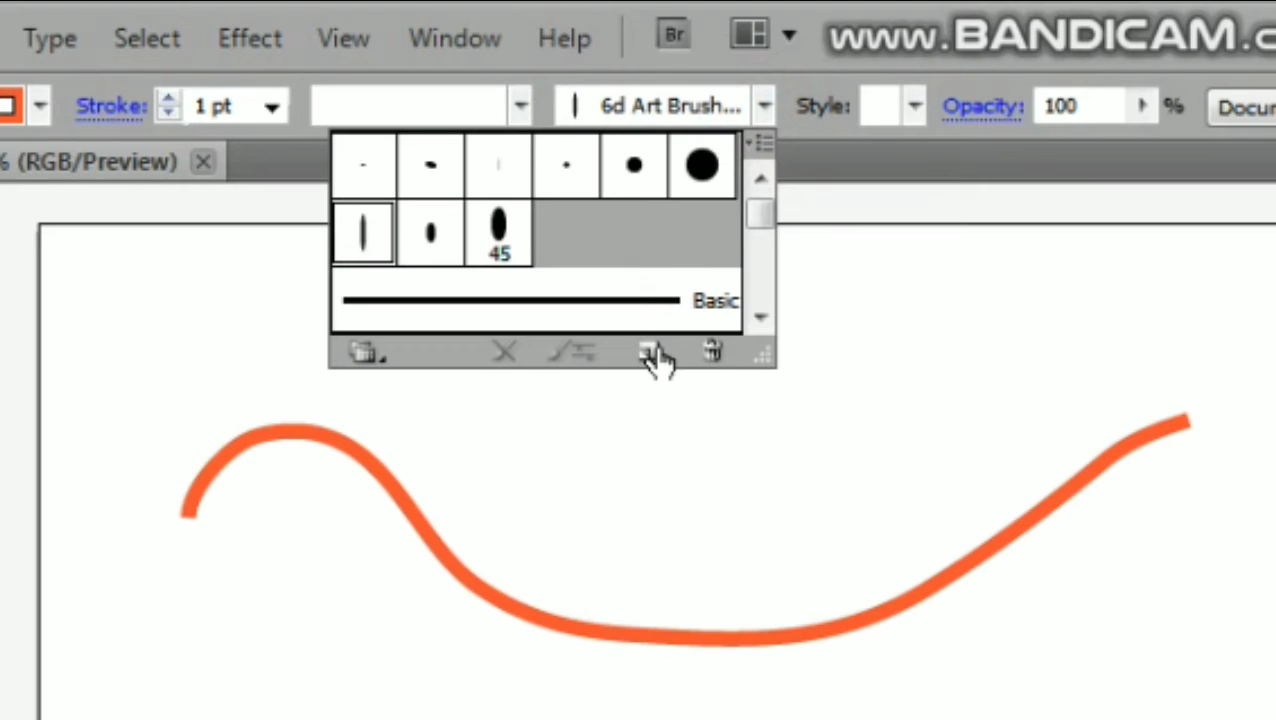 Type Select Effect View Window Help Br www.BANDICAM.c
Stroke: 1 pt 6d Art Brush... Style: Opacity: 100 % Docur
% (RGB/Preview)
45
Basic